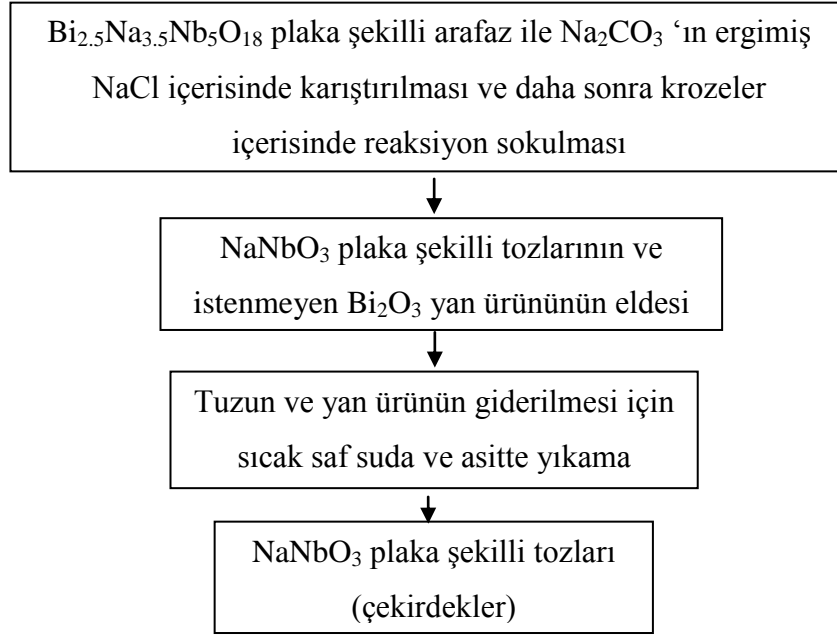 Bi2.5Na3.5Nb5O18 plaka şekilli arafaz ile Na2CO3 ‘ın ergimiş
NaCl içerisinde karıştırılması ve daha sonra krozeler
içerisinde reaksiyon sokulması
NaNbO3 plaka şekilli tozlarının ve
istenmeyen Bi2O3 yan ürününün eldesi
Tuzun ve yan ürünün giderilmesi için
sıcak saf suda ve asitte yıkama
NaNbO3 plaka şekilli tozları
(çekirdekler)